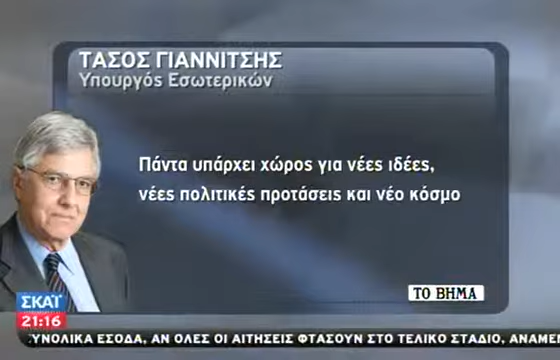 ΤΑΣΟΣ ΓΙΑΝΝΙΤΣΗΣ
Υπουργός Εσωτερικών
Πάντα υπάρχει χώρος για νέες ιδέες,
νέες πολιτικές προτάσεις και νέο κόσμο
ΤΟ ΒΗΜΑ
ΣΚΑΪ
21:16
ΥΝΟΛΙΚΑ ΕΣΟΔΑ, ΑΝ ΟΛΕΣ ΟΙ ΑΙΤΗΣΕΙΣ ΦΤΑΣΟΥΝ ΣΤΟ ΤΕΛΙΚΟ ΣΤΑΔΙΟ, ΑΝΑΜΕ